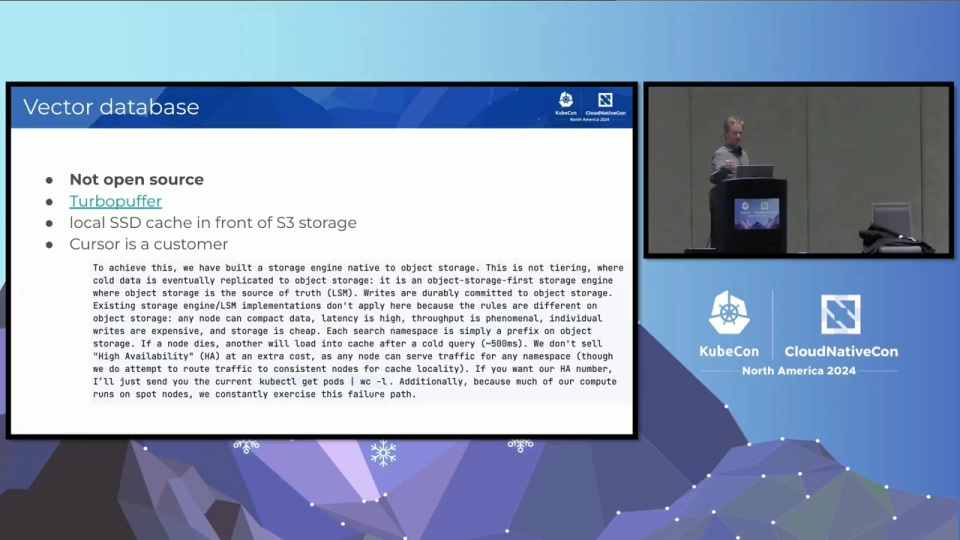 Vector database
KubeCon
CloudNativeCon
North America 2024
Not open source
Turbopuffer
local SSD cache in front of S3 storage
Cursor is a customer
To achieve this, we have built a storage engine native to object storage. This is not tiering, where
cold data is eventually replicated to object storage: it is an object-storage-first storage engine
where object storage is the source of truth (LSM). Writes are durably committed to object storage.
Existing storage engine/LSM implementations don't apply here because the rules are different on
object storage: any node can compact data, latency is high, throughput is phenomenal, individual
writes are expensive, and storage is cheap. Each search namespace is simply a prefix on object
storage. If a node dies, another will load into cache after a cold query (~500ms). We don't sell
"High Availability" (HA) at an extra cost, as any node can serve traffic for any namespace (though
we do attempt to route traffic to consistent nodes for cache locality). If you want our HA number,
I'll just send you the current kubectl get pods | wc -l. Additionally, because much of our compute
runs on spot nodes, we constantly exercise this failure path.
KubeCon
CloudNativeCon
North America 2024